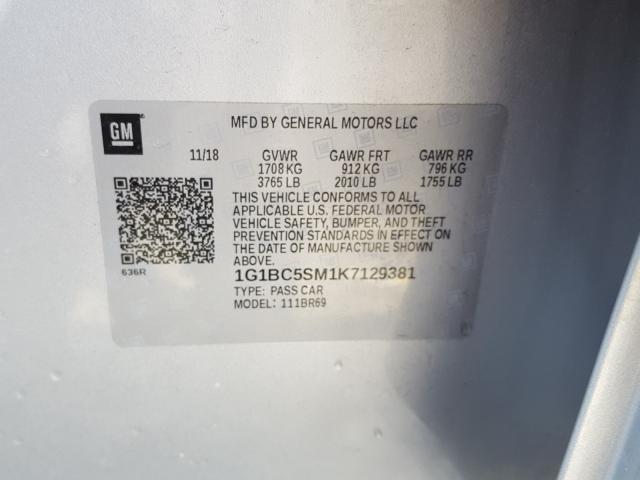 GM
MFD BY GENERAL MOTORS LLC
11/18 GVWR GAWR FRT GAWR RR
1708 KG 912 KG 796 KG
3765 LB 2010 LB 1755 LB
THIS VEHICLE CONFORMS TO ALL
APPLICABLE U.S. FEDERAL MOTOR
VEHICLE SAFETY, BUMPER, AND THEFT
PREVENTION STANDARDS IN EFFECT ON
THE DATE OF MANUFACTURE SHOWN
ABOVE.
636R
1G1BC5SM1K7129381
TYPE: PASS CAR
MODEL: 111BR69